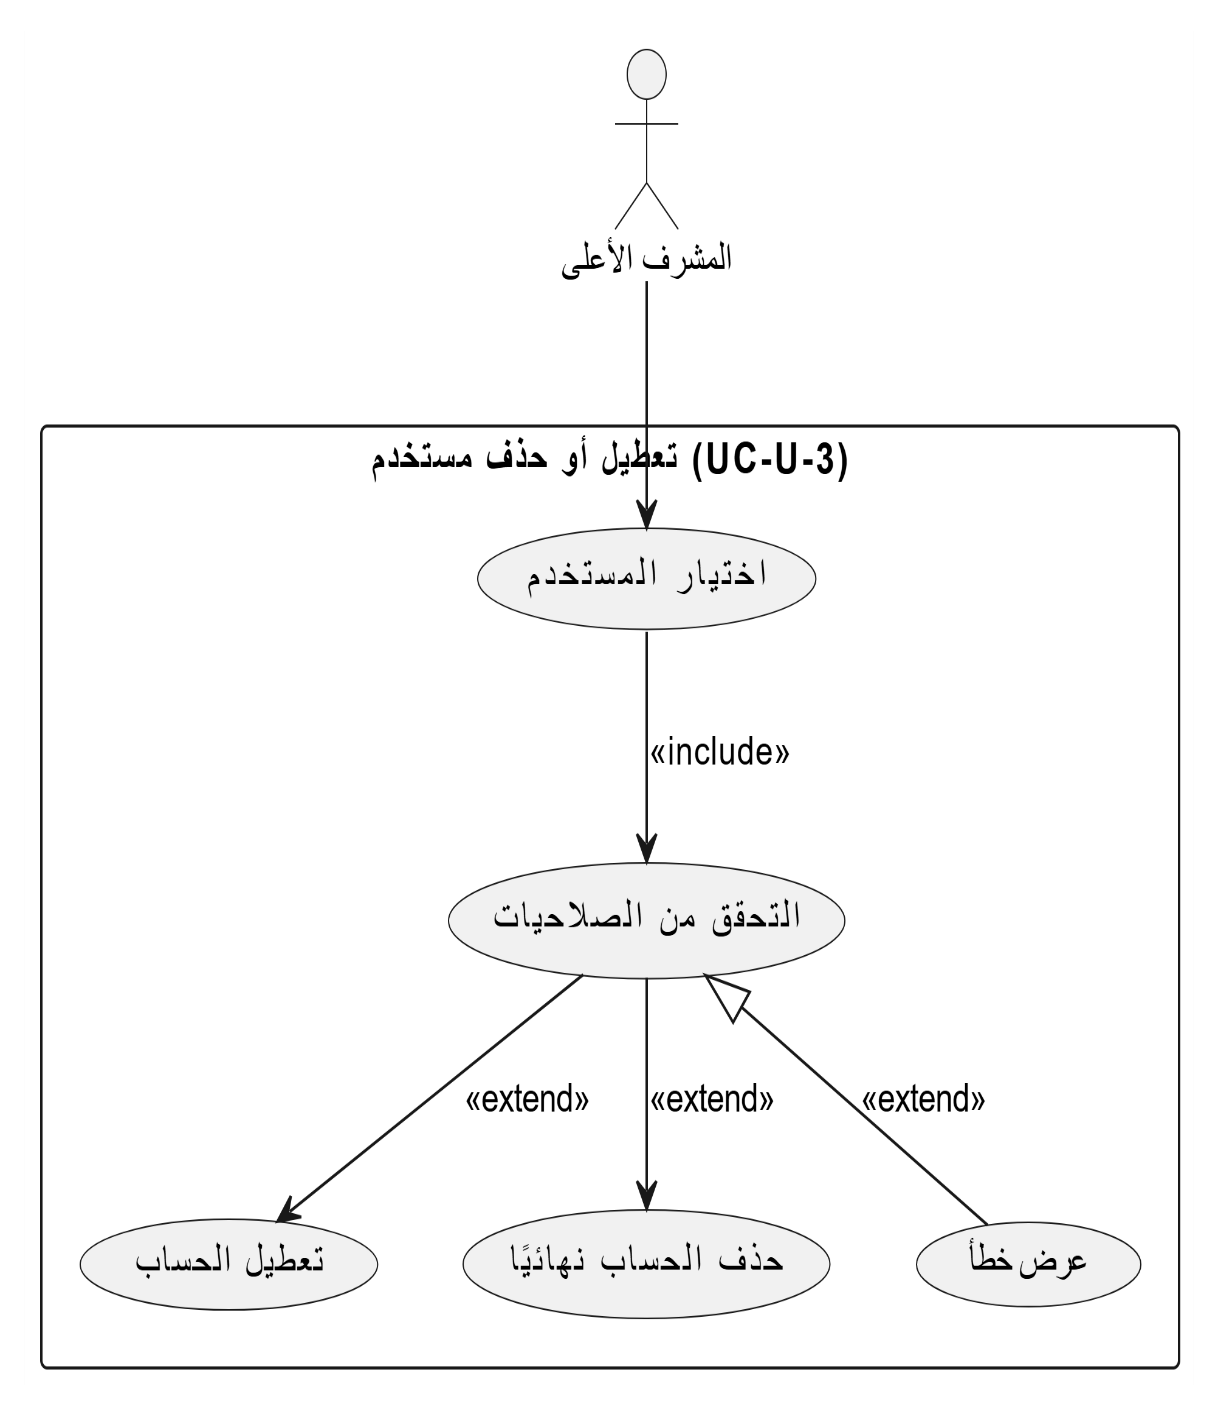 المشرف الأعلى
تعطيل أو حذف مستخدم (UC-U-3)
اختيار المستخدم
«include»
التحقق من الصلاحيات
«extend»
«extend»
«extend»
تعطيل الحساب
حذف الحساب نهائيًا
عرض خطأ